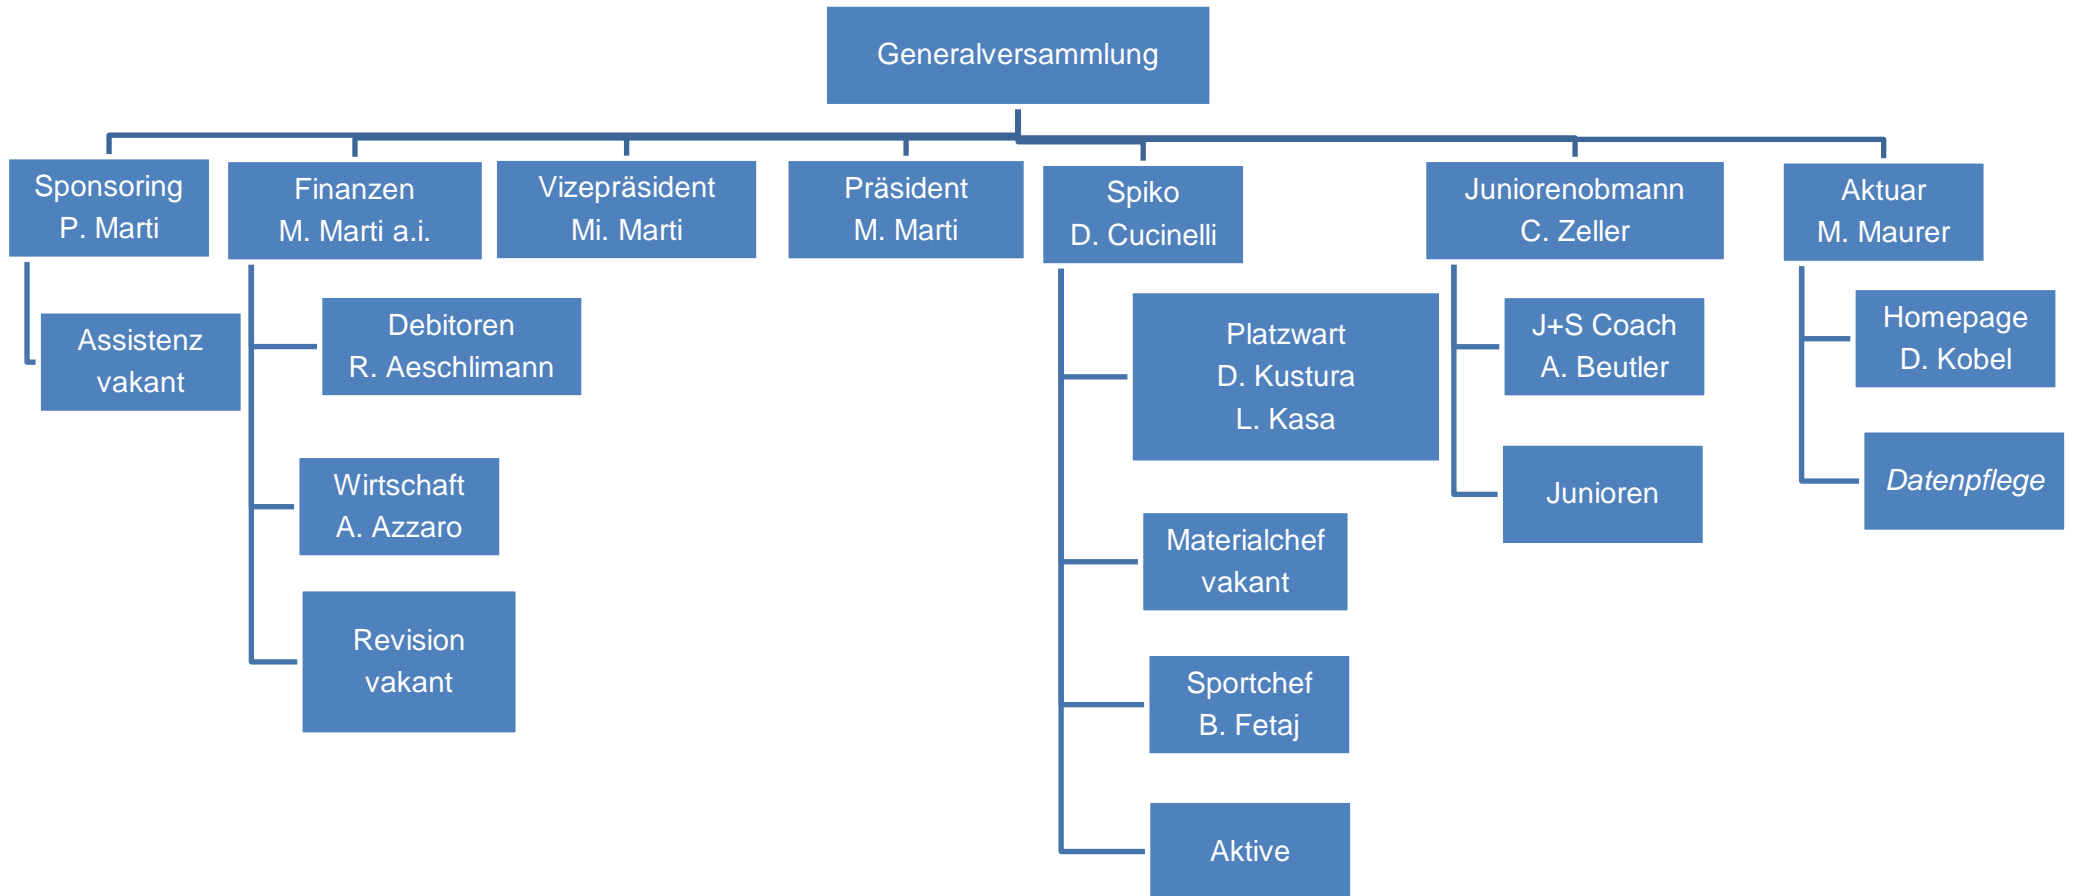 Generalversammlung
Sponsoring
P. Marti
Finanzen
M. Marti a.i.
Vizepräsident
Mi. Marti
Präsident
M. Marti
Spiko
D. Cucinelli
Juniorenobmann
C. Zeller
Aktuar
M. Maurer
Assistenz
vakant
Debitoren
R. Aeschlimann
Wirtschaft
A. Azzaro
Revision
vakant
Platzwart
D. Kustura
L. Kasa
Materialchef
vakant
Sportchef
B. Fetaj
Aktive
J+S Coach
A. Beutler
Junioren
Homepage
D. Kobel
Datenpflege